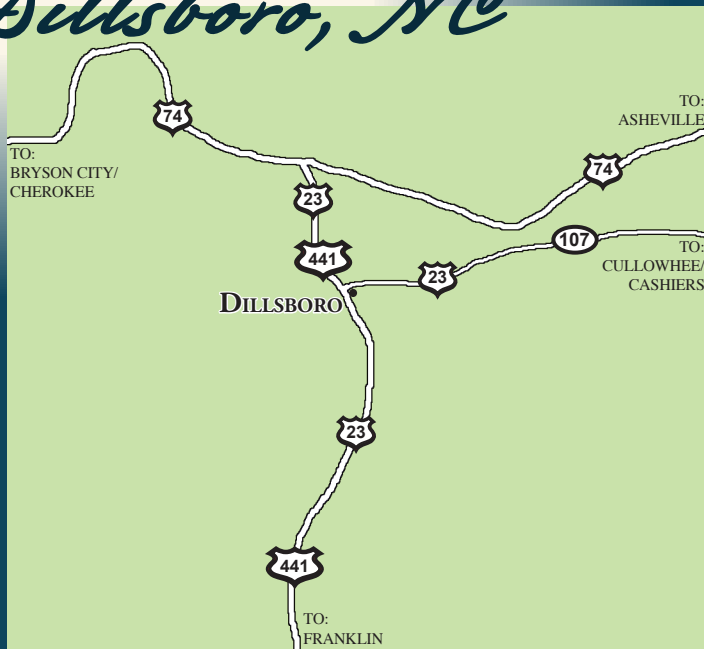 Dillsboro, NC
74
TO:
ASHEVILLE
TO:
BRYSON CITY/
CHEROKEE
74
23
107
TO:
CULLOWHEE/
CASHIERS
441
23
DILLSBORO
23
441
TO:
FRANKLIN